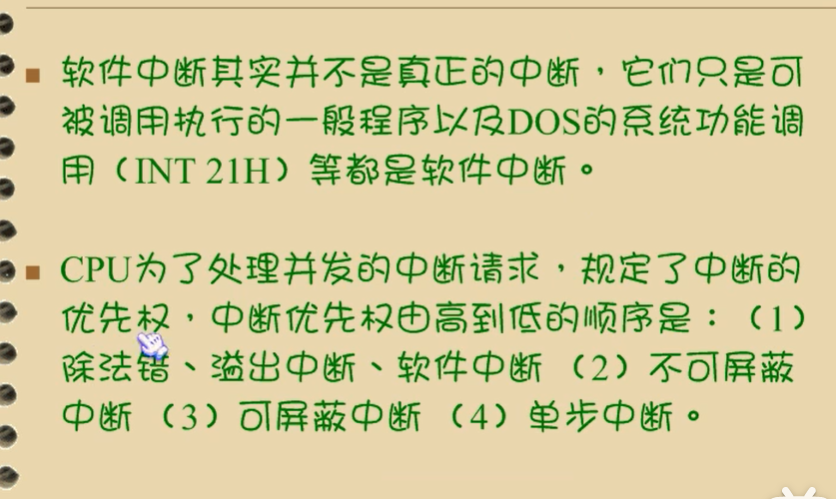 软件中断其实并不是真正的中断，它们只是可
被调用执行的一般程序以及DOS的系统功能调
用（INT 21H）等都是软件中断。
CPU为了处理并发的中断请求，规定了中断的
优先权，中断优先权由高到低的顺序是：（1）
除法错、溢出中断、软件中断 （2）不可屏蔽
中断 （3）可屏蔽中断 （4）单步中断。